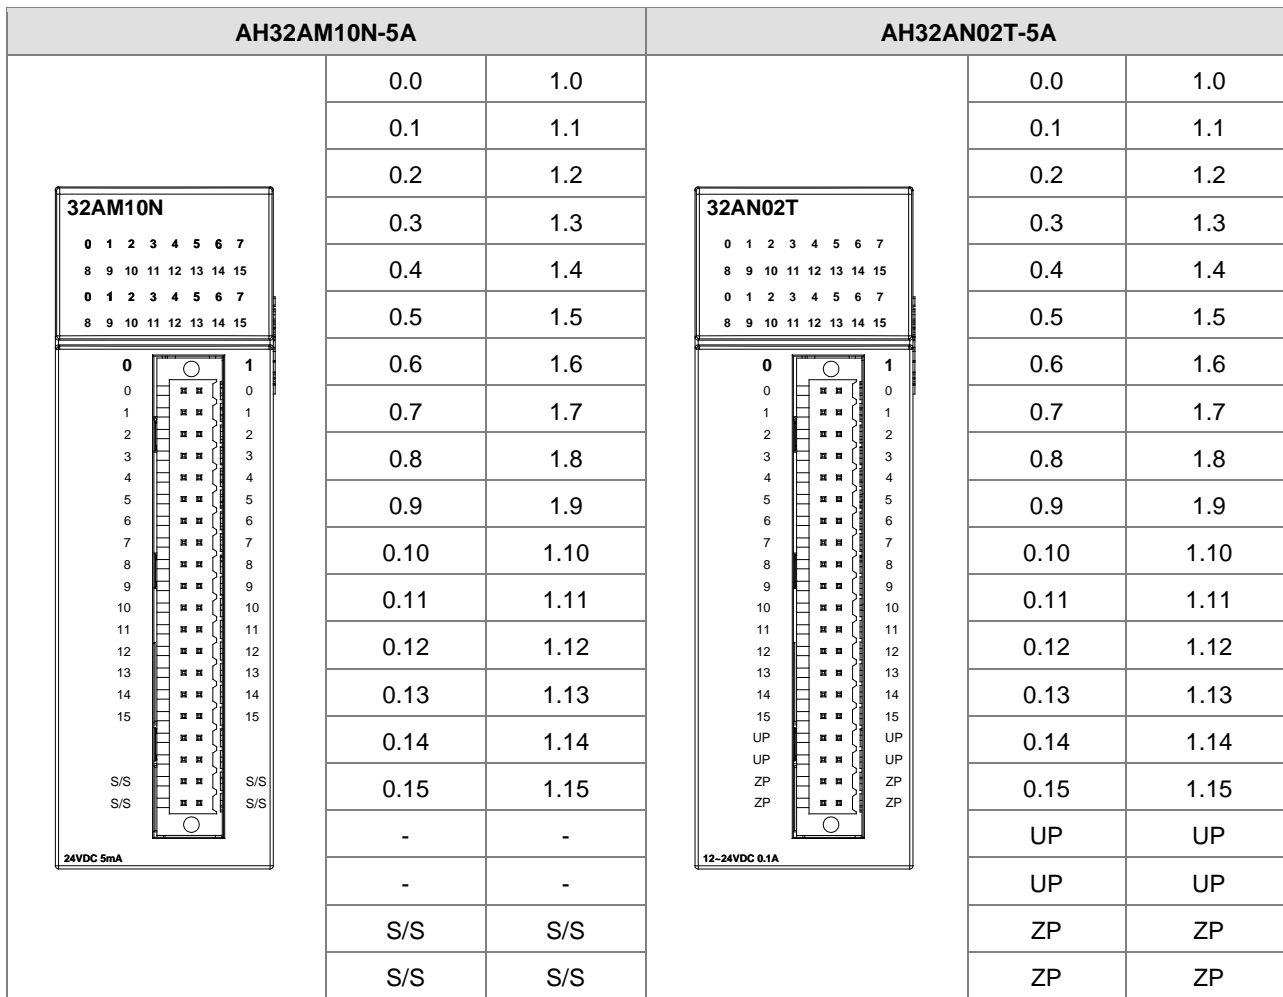 AH32AM10N-5A AH32AN02T-5A
32AM10N
0 1 2 3 4 5 6 7
8 9 10 11 12 13 14 15
0 1 2 3 4 5 6 7
8 9 10 11 12 13 14 15
0 1
0 0
1 1
2 2
3 3
4 4
5 5
6 6
7 7
8 8
9 9
10 10
11 11
12 12
13 13
14 14
15 15
S/S S/S
S/S S/S
24VDC 5mA
0.0 1.0
0.1 1.1
0.2 1.2
0.3 1.3
0.4 1.4
0.5 1.5
0.6 1.6
0.7 1.7
0.8 1.8
0.9 1.9
0.10 1.10
0.11 1.11
0.12 1.12
0.13 1.13
0.14 1.14
0.15 1.15
- -
- -
S/S S/S
S/S S/S
32AN02T
0 1 2 3 4 5 6 7
8 9 10 11 12 13 14 15
0 1 2 3 4 5 6 7
8 9 10 11 12 13 14 15
0 1
0 0
1 1
2 2
3 3
4 4
5 5
6 6
7 7
8 8
9 9
10 10
11 11
12 12
13 13
14 14
15 15
UP UP
UP UP
ZP ZP
ZP ZP
12~24VDC 0.1A
0.0 1.0
0.1 1.1
0.2 1.2
0.3 1.3
0.4 1.4
0.5 1.5
0.6 1.6
0.7 1.7
0.8 1.8
0.9 1.9
0.10 1.10
0.11 1.11
0.12 1.12
0.13 1.13
0.14 1.14
0.15 1.15
UP UP
UP UP
ZP ZP
ZP ZP